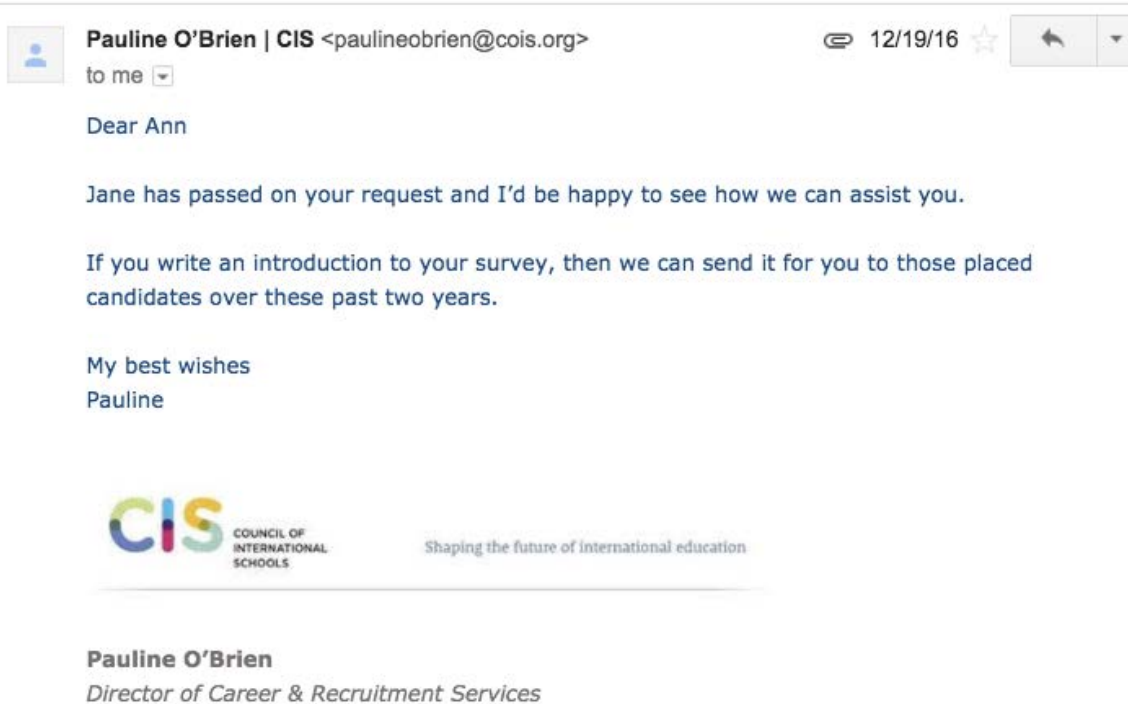 Pauline O’Brien | CIS <paulineobrien@cois.org> 12/19/16
to me
Dear Ann
Jane has passed on your request and I’d be happy to see how we can assist you.
If you write an introduction to your survey, then we can send it for you to those placed
candidates over these past two years.
My best wishes
Pauline
CIS
COUNCIL OF
INTERNATIONAL
SCHOOLS
Shaping the future of international education
Pauline O’Brien
Director of Career & Recruitment Services